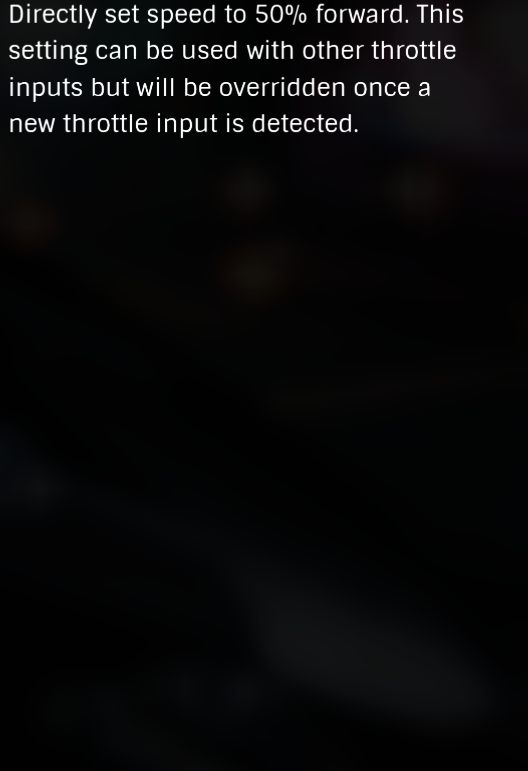 Directly set speed to 50% forward. This
setting can be used with other throttle
inputs but will be overridden once a
new throttle input is detected.